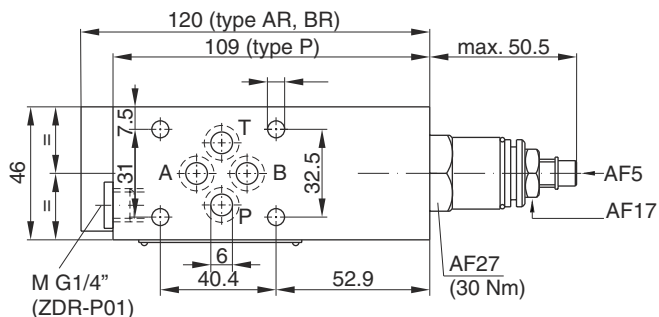 120 (type AR, BR)
109 (type P)
max. 50.5
7.5
T
=
46
31
A
B
32.5
AF5
=
P
AF17
6
AF27
(30 Nm)
M G1/4”
(ZDR-P01)
40.4
52.9